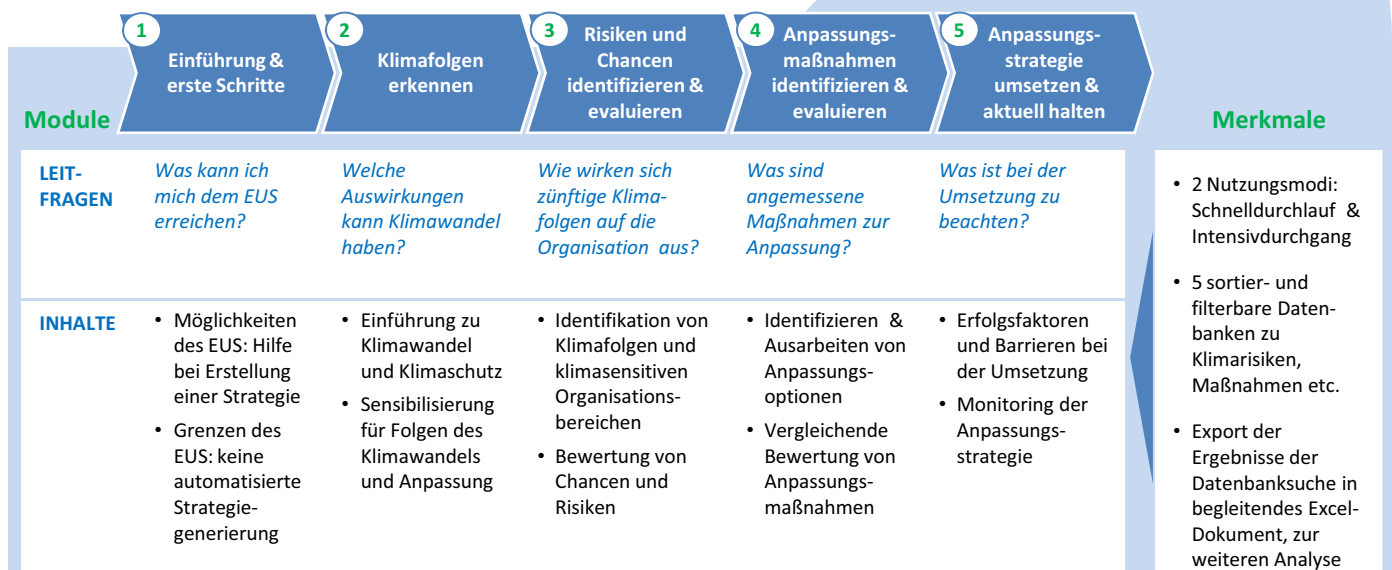 Module
1
Einführung &
erste Schritte
2
Klimafolgen
erkennen
3
Risiken und
Chancen
identifizieren &
evaluieren
4
Anpassungs-
maßnahmen
identifizieren &
evaluieren
5
Anpassungs-
strategie
umsetzen &
aktuell halten
LEIT-
FRAGEN
Was kann ich
mich dem EUS
erreichen?
Welche
Auswirkungen
kann Klimawandel
haben?
Wie wirken sich
zünftige Klima-
folgen auf die
Organisation aus?
Was sind
angemessene
Maßnahmen zur
Anpassung?
Was ist bei der
Umsetzung zu
beachten?
INHALTE
• Möglichkeiten
des EUS: Hilfe
bei Erstellung
einer Strategie
• Grenzen des
EUS: keine
automatisierte
Strategie-
generierung
• Einführung zu
Klimawandel
und Klimaschutz
• Sensibilisierung
für Folgen des
Klimawandels
und Anpassung
• Identifikation von
Klimafolgen und
klimasensitiven
Organisations-
bereichen
• Bewertung von
Chancen und
Risiken
• Identifizieren &
Ausarbeiten von
Anpassungs-
optionen
• Vergleichende
Bewertung von
Anpassungs-
maßnahmen
• Erfolgsfaktoren
und Barrieren bei
der Umsetzung
• Monitoring der
Anpassungs-
strategie
Merkmale
• 2 Nutzungsmodi:
Schnelldurchlauf &
Intensivdurchgang
• 5 sortier- und
filterbare Daten-
banken zu
Klimarisiken,
Maßnahmen etc.
• Export der
Ergebnisse der
Datenbanksuche in
begleitendes Excel-
Dokument, zur
weiteren Analyse